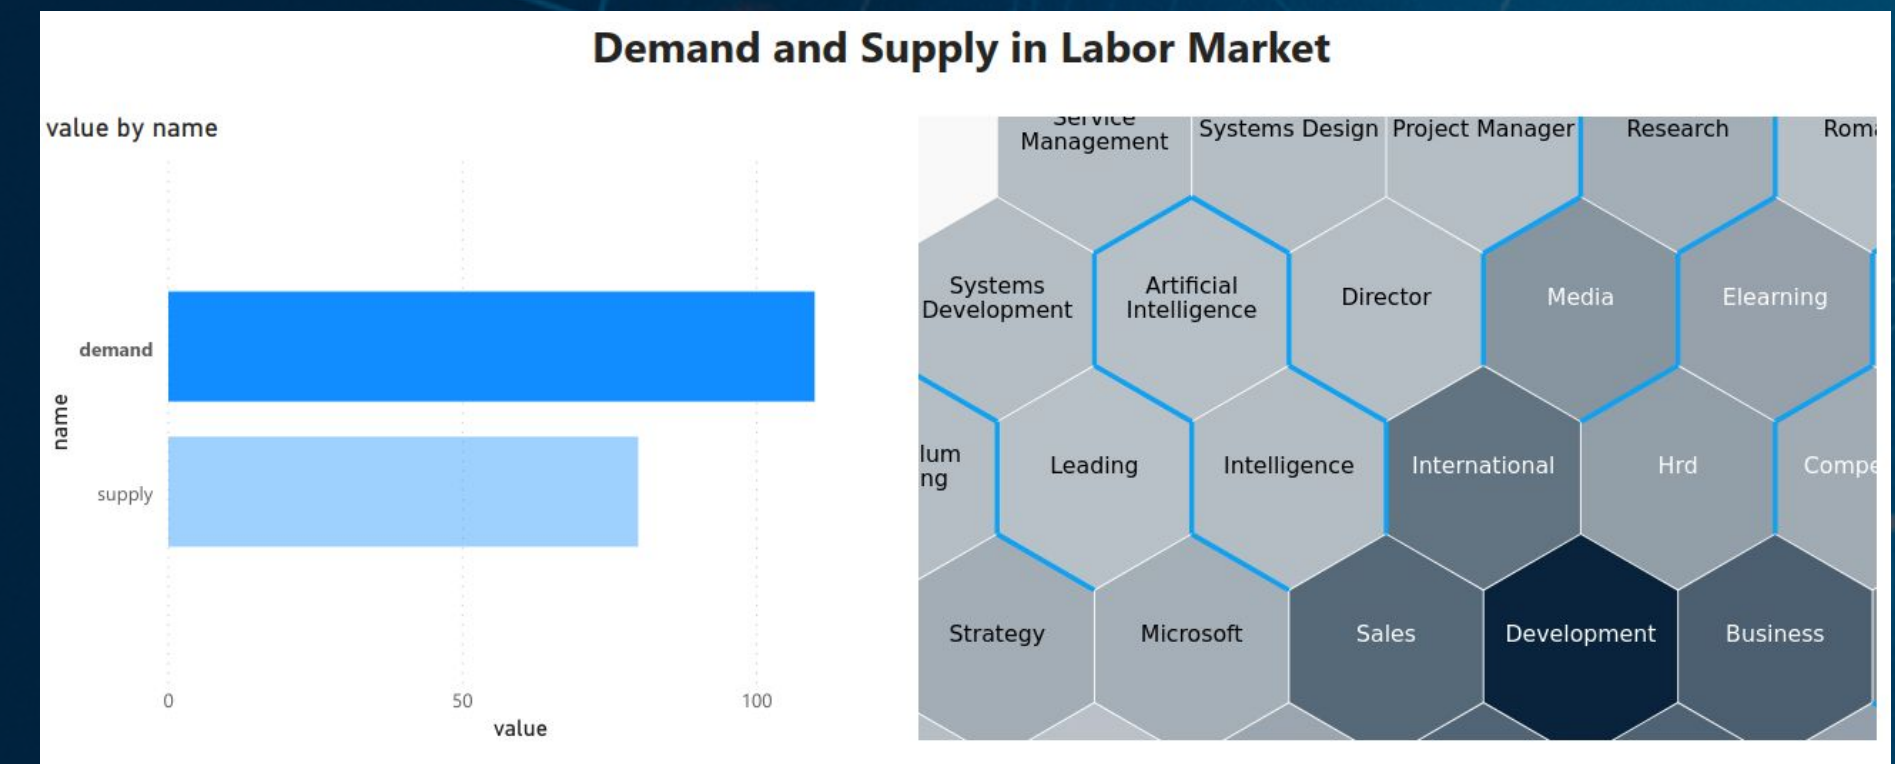 Demand and Supply in Labor Market
value by name
demand
supply
name
0
50
100
value
Service
Management
Systems Design
Project Manager
Research
Systems
Development
Artificial
Intelligence
Director
Media
Elearning
Leading
Intelligence
International
Hrd
Strategy
Microsoft
Sales
Development
Business